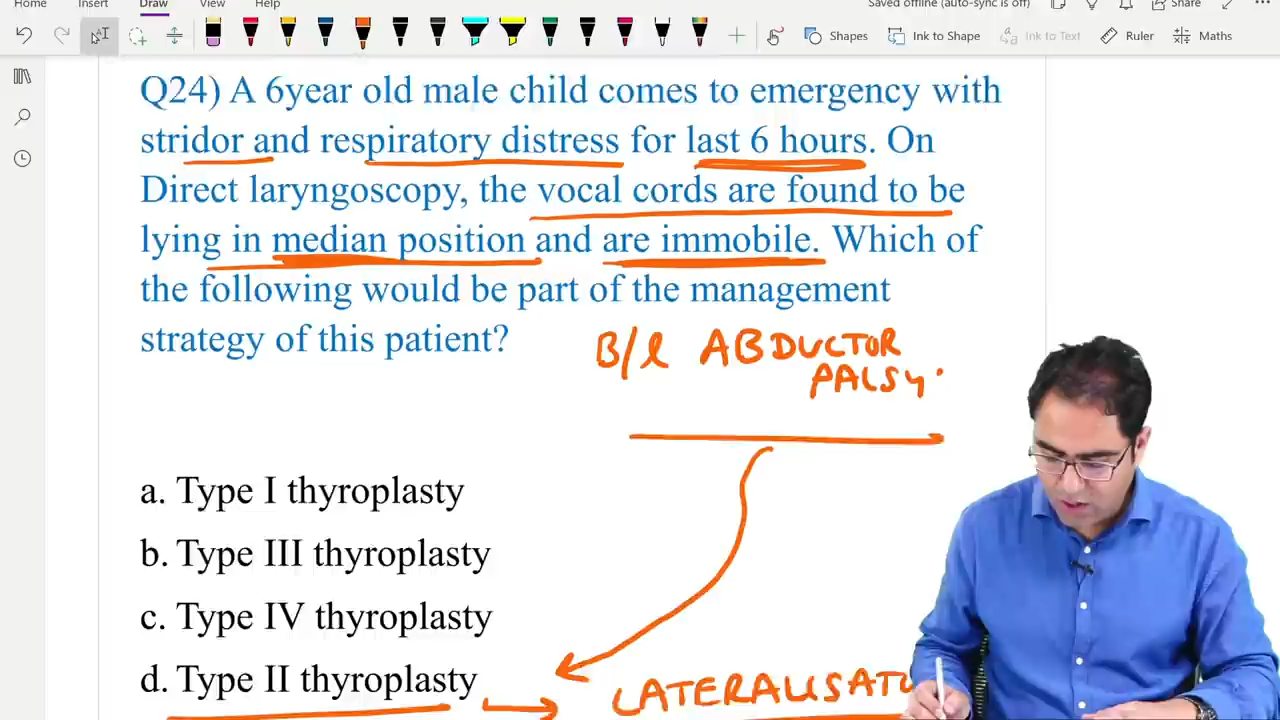 Home Insert Draw View Help Saved offline (auto-sync is off) Share
Shapes Ink to Shape Ink to Text Ruler Maths
Q24) A 6year old male child comes to emergency with
stridor and respiratory distress for last 6 hours. On
Direct laryngoscopy, the vocal cords are found to be
lying in median position and are immobile. Which of
the following would be part of the management
strategy of this patient?
B/l ABDUCTOR
PALSY
a. Type I thyroplasty
b. Type III thyroplasty
c. Type IV thyroplasty
d. Type II thyroplasty